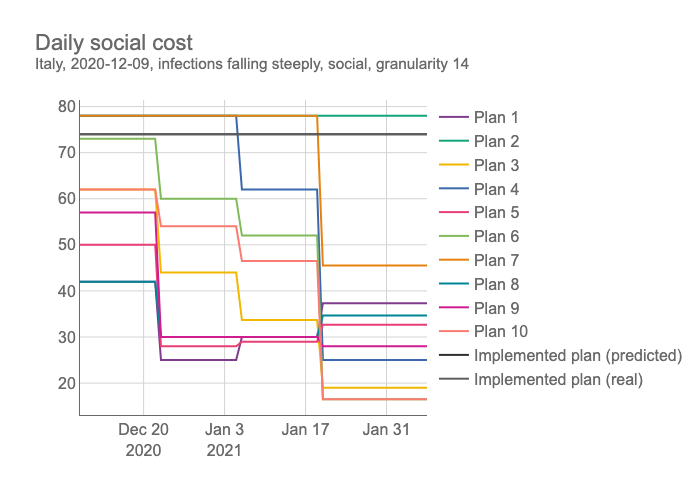 Daily social cost
Italy, 2020-12-09, infections falling steeply, social, granularity 14
80
70
60
50
40
30
20
Dec 20
2020
Jan 3
2021
Jan 17
Jan 31
Plan 1
Plan 2
Plan 3
Plan 4
Plan 5
Plan 6
Plan 7
Plan 8
Plan 9
Plan 10
Implemented plan (predicted)
Implemented plan (real)